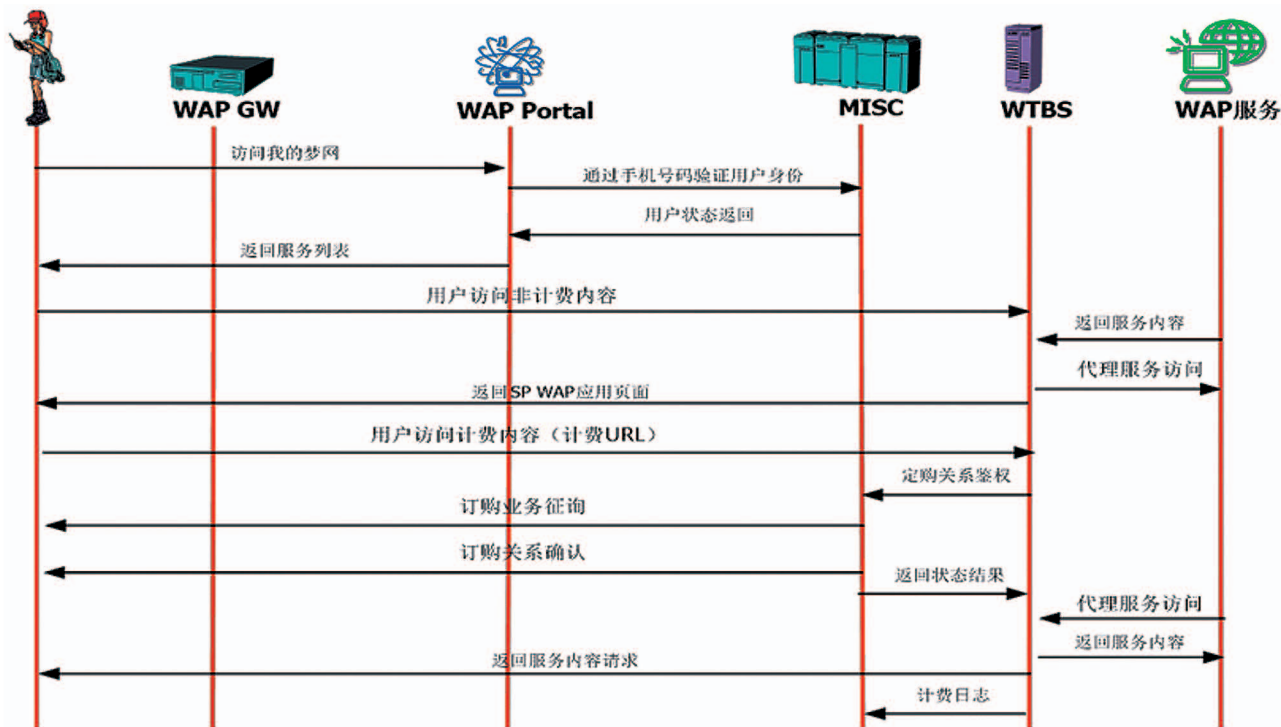 WAP GW
WAP Portal
MISC
WTBS
WAP服务
访问我的梦网
通过手机号码验证用户身份
用户状态返回
返回服务列表
用户访问非计费内容
返回服务内容
代理服务访问
返回SP WAP应用页面
用户访问计费内容（计费URL）
定购关系鉴权
订购业务征询
订购关系确认
返回状态结果
代理服务访问
返回服务内容
返回服务内容请求
计费日志